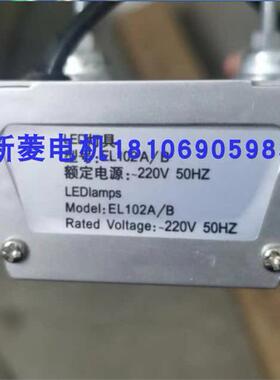 LED灯具
新菱电机18106905983
型号:EL102A/B
额定电源:~220V 50HZ
LEDlamps
Model:EL102A/B
Rated Voltage:~220V 50HZ